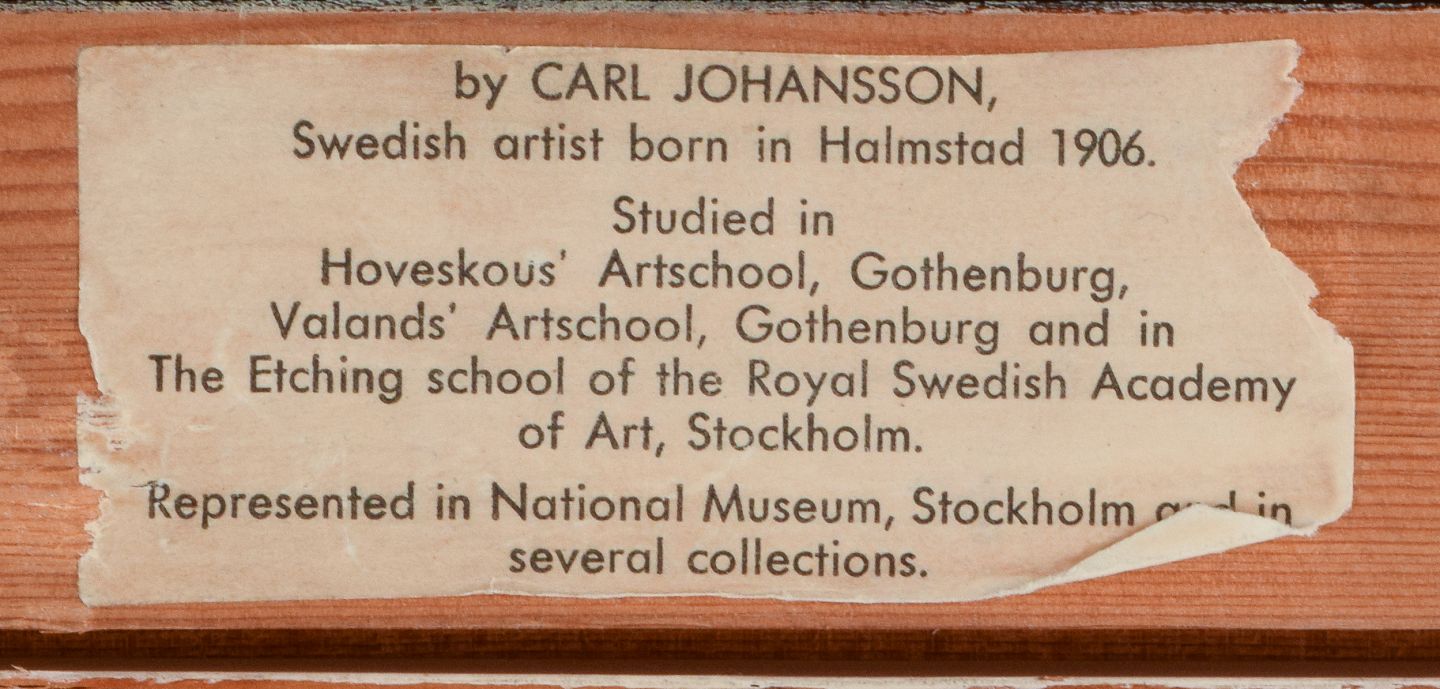 by CARL JOHANSSON,
Swedish artist born in Halmstad 1906.
Studied in
Hoveskous' Artschool, Gothenburg,
Valands' Artschool, Gothenburg and in
The Etching school of the Royal Swedish Academy
of Art, Stockholm.
Represented in National Museum, Stockholm and in
several collections.